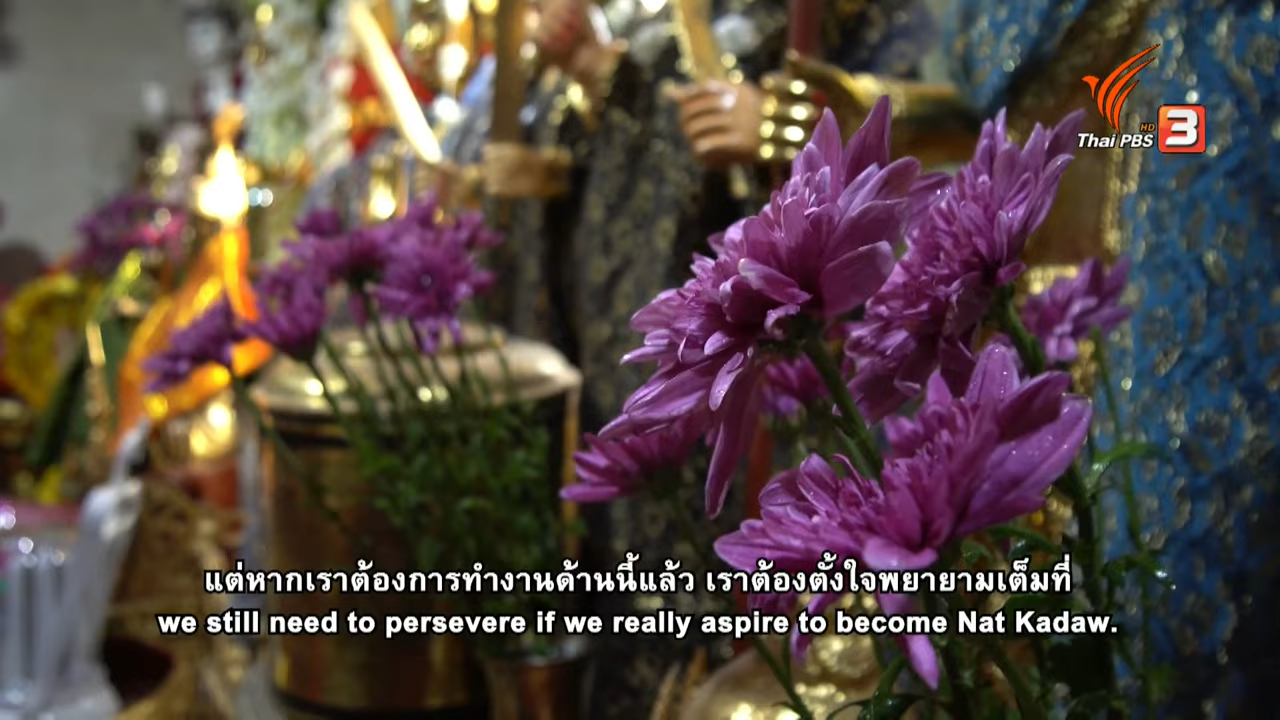 Thai PBS HD 3
แต่หากเราต้องการทำงานด้านนี้แล้ว เราต้องตั้งใจพยายามเต็มที่
we still need to persevere if we really aspire to become Nat Kadaw.